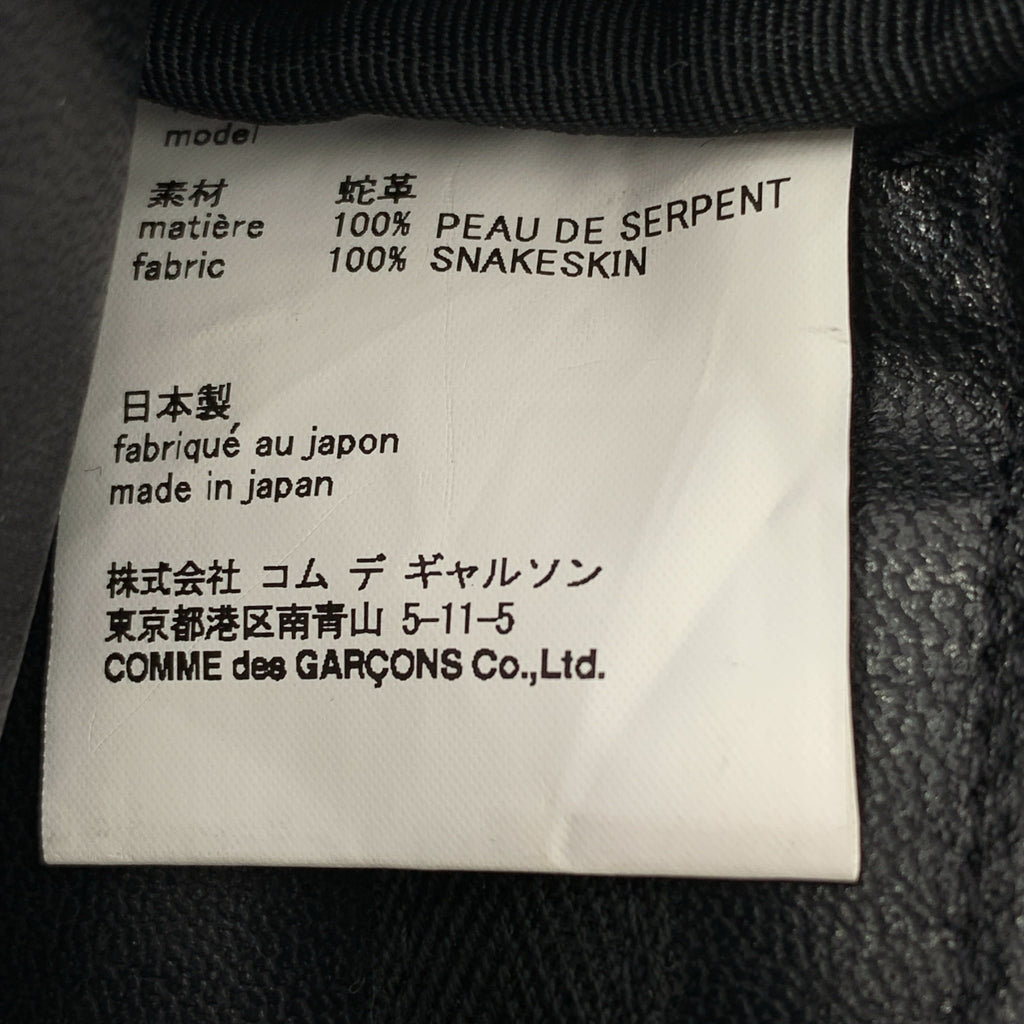 model
素材 蛇革
matière 100% PEAU DE SERPENT
fabric 100% SNAKESKIN
日本製
fabriqué au japon
made in japan
株式会社 コム デ ギャルソン
東京都港区南青山 5-11-5
COMME des GARÇONS Co.,Ltd.